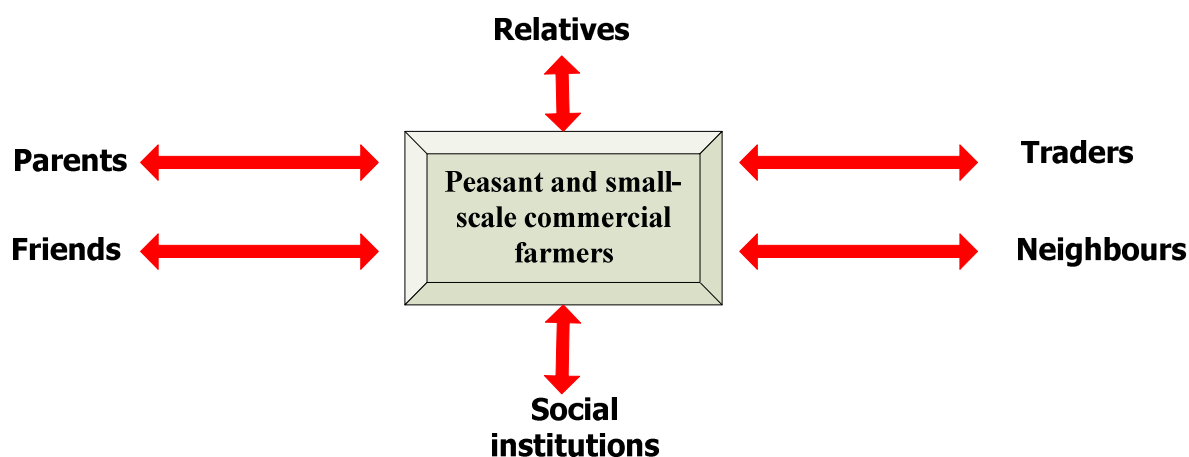 Relatives
Parents
Traders
Peasant and small-
scale commercial
farmers
Friends
Neighbours
Social
institutions